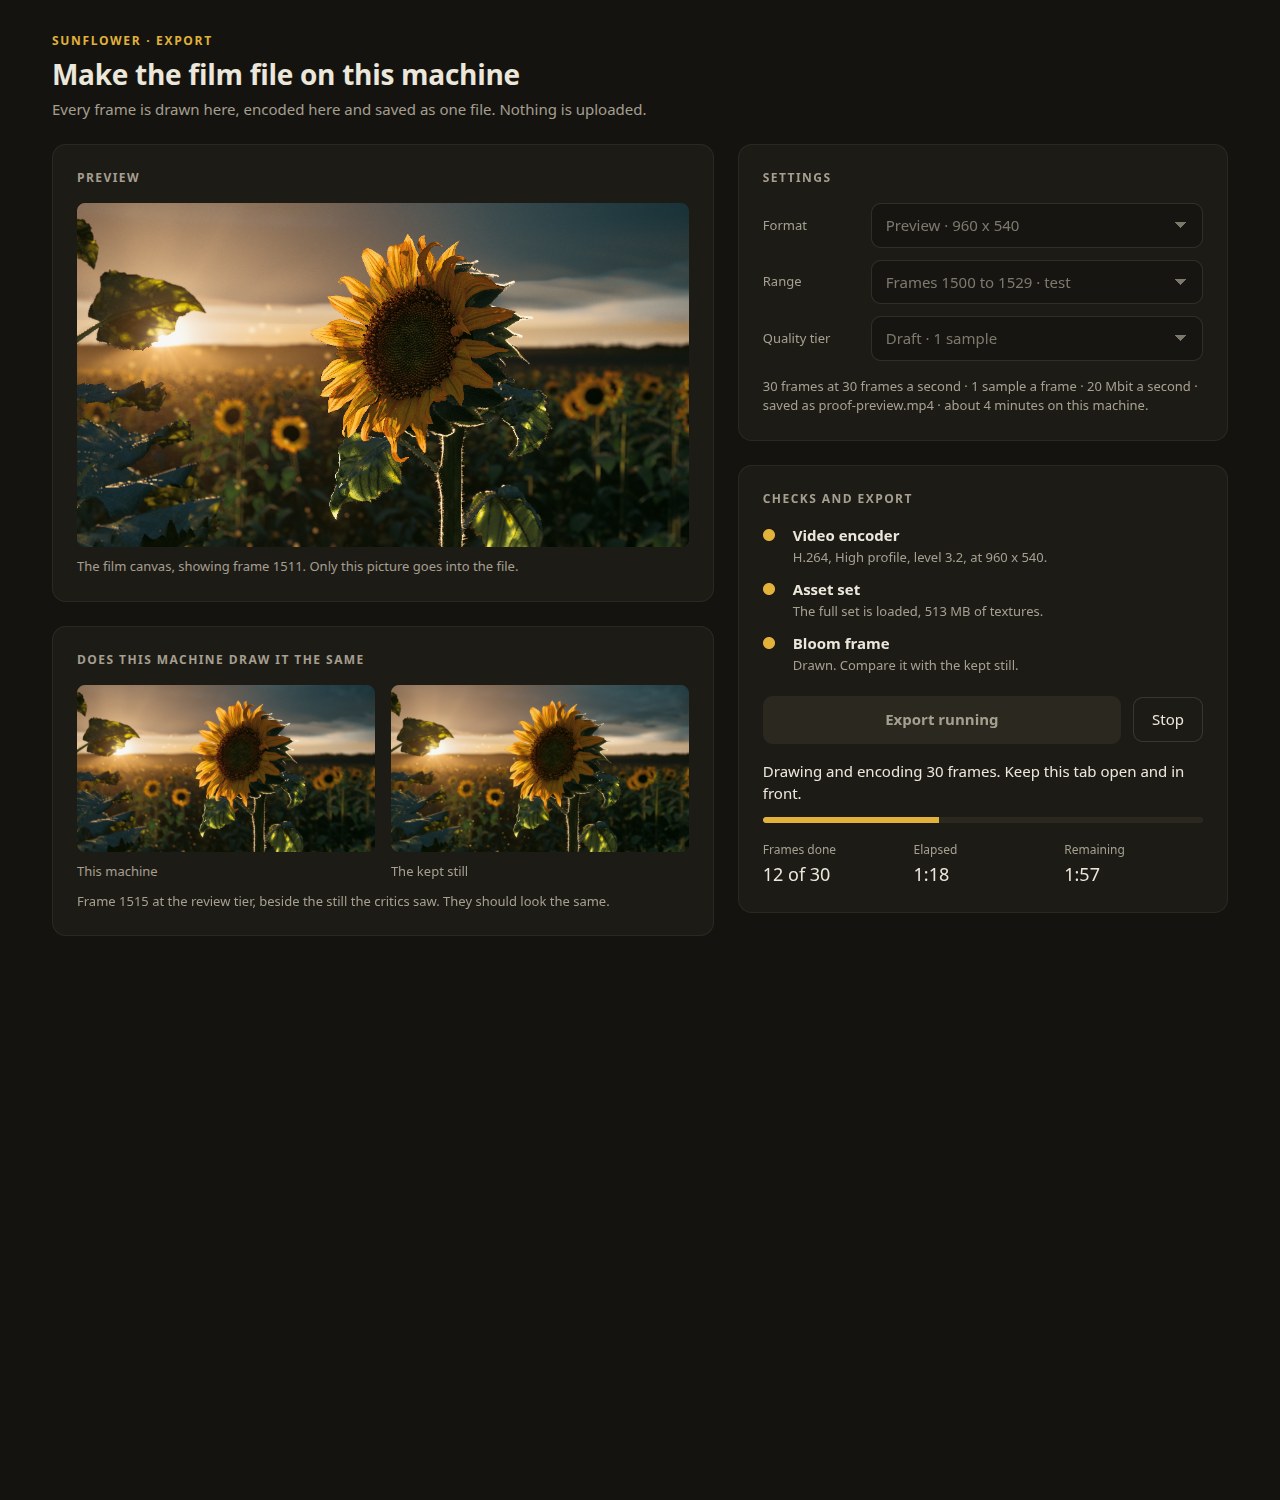 SUNFLOWER · EXPORT
Make the film file on this machine
Every frame is drawn here, encoded here and saved as one file. Nothing is uploaded.
PREVIEW
The film canvas, showing frame 1511. Only this picture goes into the file.
DOES THIS MACHINE DRAW IT THE SAME
This machine
The kept still
Frame 1515 at the review tier, beside the still the critics saw. They should look the same.
SETTINGS
Format
Preview · 960 x 540
Range
Frames 1500 to 1529 · test
Quality tier
Draft · 1 sample
30 frames at 30 frames a second · 1 sample a frame · 20 Mbit a second ·
saved as proof-preview.mp4 · about 4 minutes on this machine.
CHECKS AND EXPORT
Video encoder
H.264, High profile, level 3.2, at 960 x 540.
Asset set
The full set is loaded, 513 MB of textures.
Bloom frame
Drawn. Compare it with the kept still.
Export running
Stop
Drawing and encoding 30 frames. Keep this tab open and in
front.
Frames done
Elapsed
Remaining
12 of 30
1:18
1:57